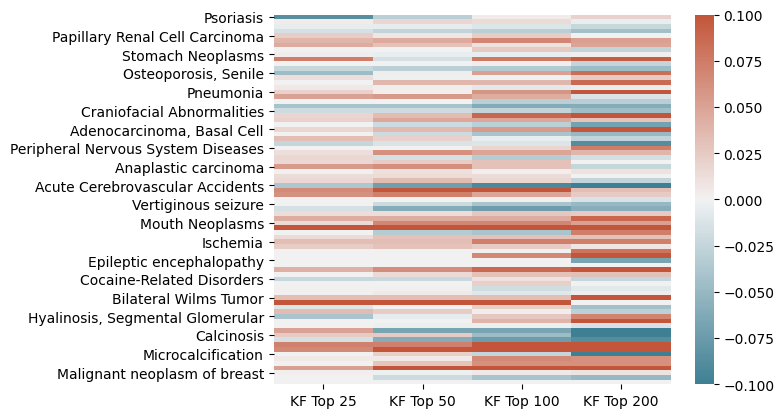 Psoriasis
Papillary Renal Cell Carcinoma
Stomach Neoplasms
Osteoporosis, Senile
Pneumonia
Craniofacial Abnormalities
Adenocarcinoma, Basal Cell
Peripheral Nervous System Diseases
Anaplastic carcinoma
Acute Cerebrovascular Accidents
Vertiginous seizure
Mouth Neoplasms
Ischemia
Epileptic encephalopathy
Cocaine-Related Disorders
Bilateral Wilms Tumor
Hyalinosis, Segmental Glomerular
Calcinosis
Microcalcification
Malignant neoplasm of breast
KF Top 25 KF Top 50 KF Top 100 KF Top 200
0.100
0.075
0.050
0.025
0.000
−0.025
−0.050
−0.075
−0.100